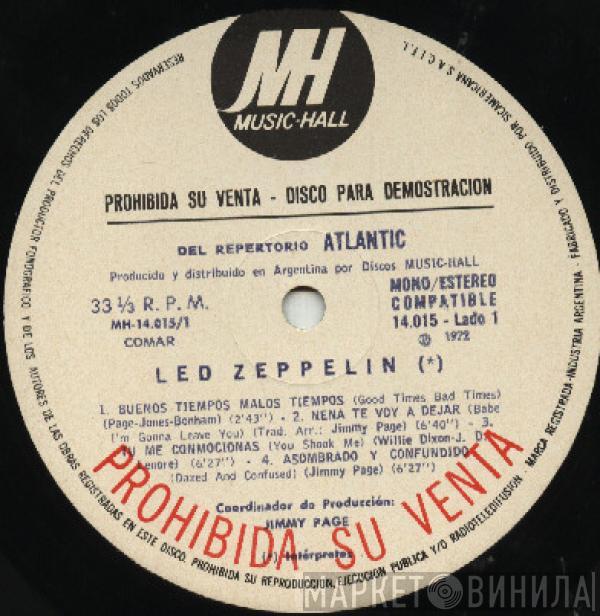 MH
MUSIC-HALL
RESERVADOS TODOS LOS DERECHOS DEL PRODUCTOR FONOGRAFICO Y DE LOS AUTORES DE LAS OBRAS REGISTRADAS EN ESTE DISCO. PROHIBIDA SU REPRODUCCION, EJECUCION PUBLICA Y/O RADIOTELEDIFUSION - MARCA REGISTRADA - INDUSTRIA ARGENTINA - FABRICADO Y DISTRIBUIDO POR SICAMERICANA S.A.C.I.F.I.
PROHIBIDA SU VENTA - DISCO PARA DEMOSTRACION
DEL REPERTORIO ATLANTIC
Producido y distribuido en Argentina por Discos MUSIC-HALL
33 ⅓ R. P. M.
MH-14.015/1
COMAR
MONO/ESTEREO
COMPATIBLE
14.015 - Lado 1
℗ 1972
LED ZEPPELIN (*)
1. BUENOS TIEMPOS MALOS TIEMPOS (Good Times Bad Times)
(Page-Jones-Bonham) (2'43") - 2. NENA TE VOY A DEJAR (Babe
I'm Gonna Leave You) (Trad. Arr.: Jimmy Page) (6'40") - 3.
TU ME CONMOCIONAS (You Shook Me) (Willie Dixon-J. B.
Lenore) (6'27") - 4. ASOMBRADO Y CONFUNDIDO
(Dazed And Confused) (Jimmy Page) (6'27")
Coordinador de Producción:
JIMMY PAGE
(*) Intérpretes
PROHIBIDA SU VENTA
МАРКЕТ ВИНИЛА